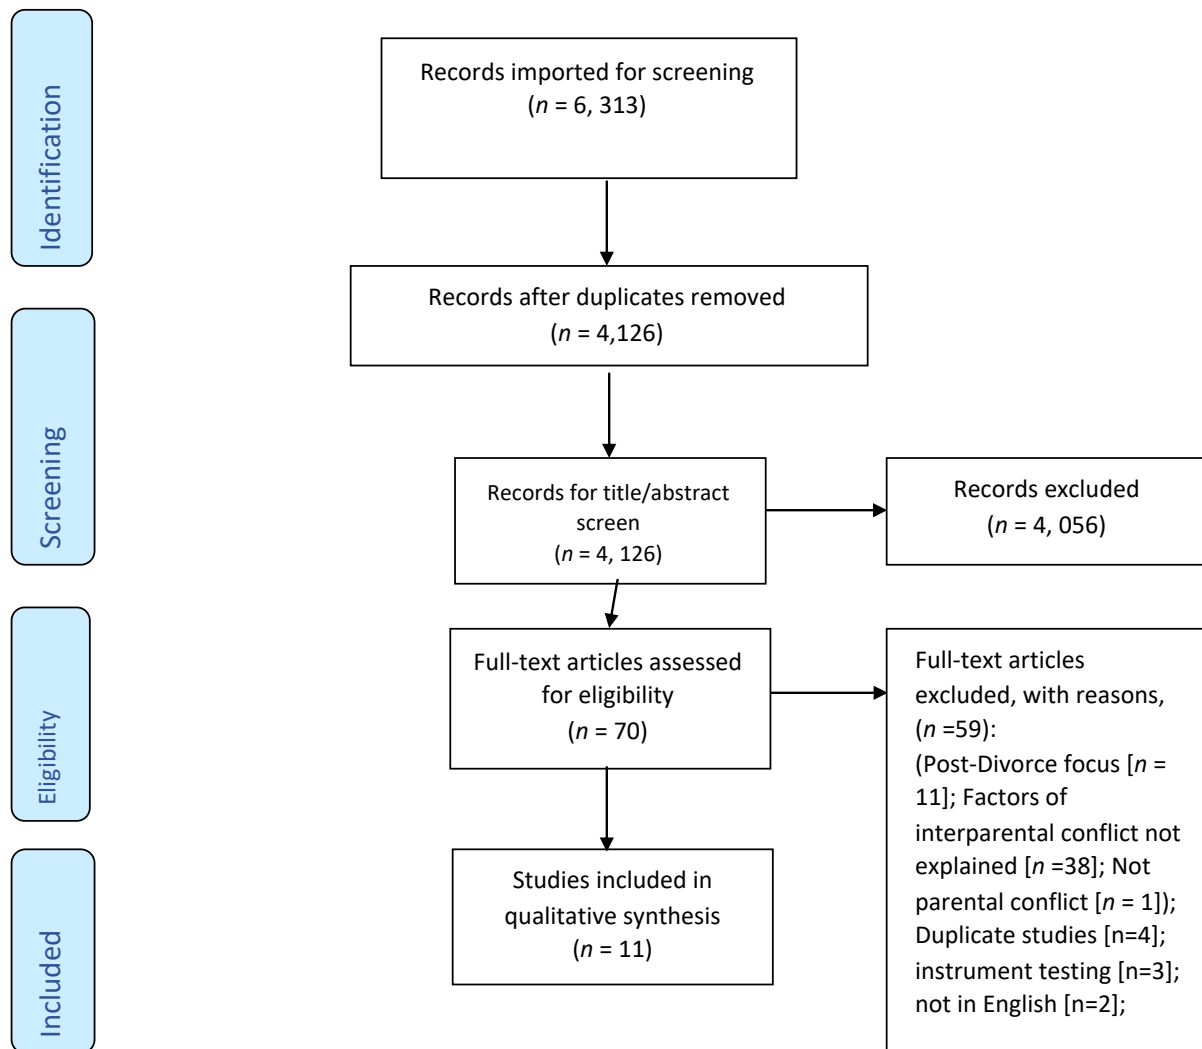 Identification
Records imported for screening
(n = 6, 313)
Records after duplicates removed
(n = 4,126)
Screening
Records for title/abstract
screen
(n = 4, 126)
Records excluded
(n = 4, 056)
Eligibility
Full-text articles assessed
for eligibility
(n = 70)
Full-text articles
excluded, with reasons,
(n =59):
(Post-Divorce focus [n =
11]; Factors of
interparental conflict not
explained [n =38]; Not
parental conflict [n = 1]);
Duplicate studies [n=4];
instrument testing [n=3];
not in English [n=2];
Included
Studies included in
qualitative synthesis
(n = 11)